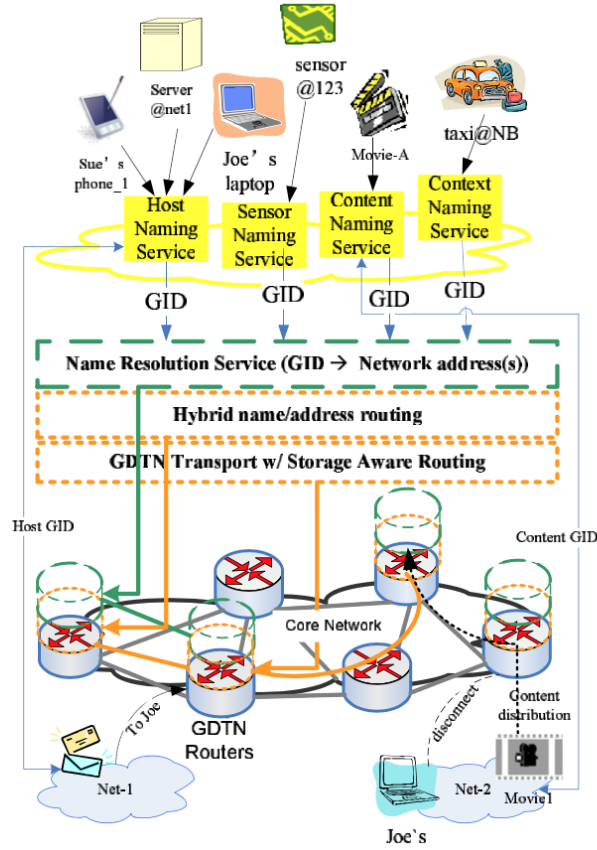 sensor
@123
Server
@net1
taxi@NB
Sue's
phone_1
Joe's
laptop
Movie-A
Host
Naming
Service
Sensor
Naming
Service
Content
Naming
Service
Context
Naming
Service
GID
GID
GID
GID
Name Resolution Service (GID → Network address(s))
Hybrid name/address routing
GDTN Transport w/ Storage Aware Routing
Host GID
Content GID
Core Network
To Joe
GDTN
Routers
disconnect
Content
distribution
Net-1
Net-2
Movie1
Joe`s